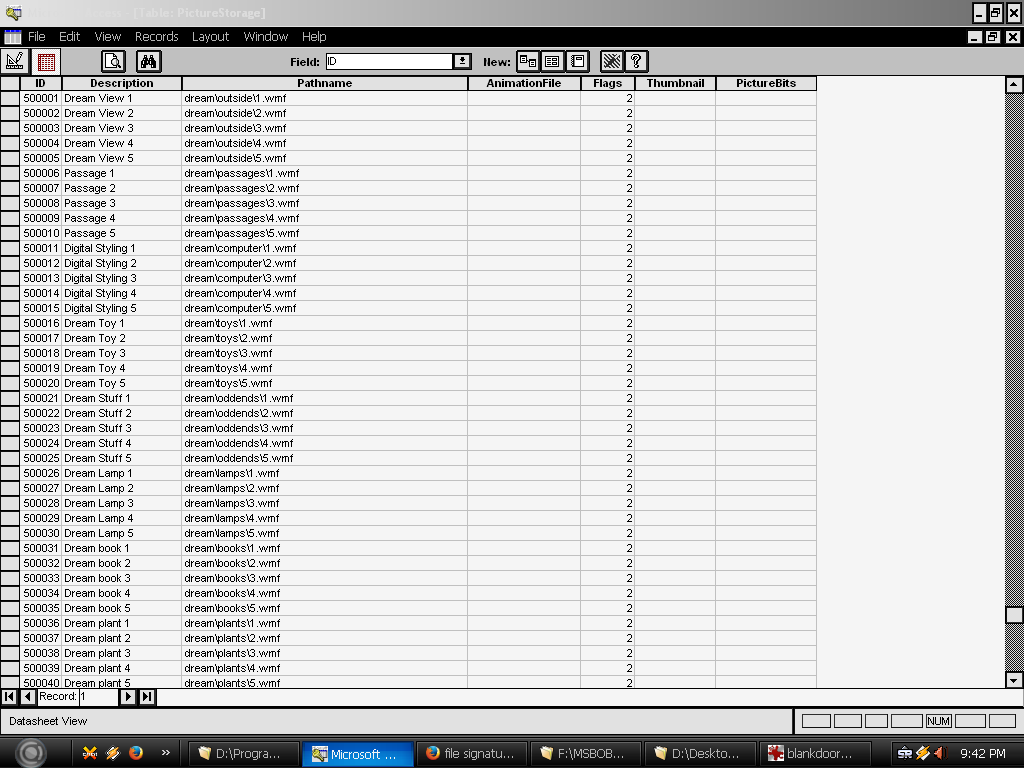 [Table: PictureStorage]
File Edit View Records Layout Window Help
Field: ID New:
ID Description Pathname AnimationFile Flags Thumbnail PictureBits
500001 Dream View 1 dream\outside\1.wmf 2
500002 Dream View 2 dream\outside\2.wmf 2
500003 Dream View 3 dream\outside\3.wmf 2
500004 Dream View 4 dream\outside\4.wmf 2
500005 Dream View 5 dream\outside\5.wmf 2
500006 Passage 1 dream\passages\1.wmf 2
500007 Passage 2 dream\passages\2.wmf 2
500008 Passage 3 dream\passages\3.wmf 2
500009 Passage 4 dream\passages\4.wmf 2
500010 Passage 5 dream\passages\5.wmf 2
500011 Digital Styling 1 dream\computer\1.wmf 2
500012 Digital Styling 2 dream\computer\2.wmf 2
500013 Digital Styling 3 dream\computer\3.wmf 2
500014 Digital Styling 4 dream\computer\4.wmf 2
500015 Digital Styling 5 dream\computer\5.wmf 2
500016 Dream Toy 1 dream\toys\1.wmf 2
500017 Dream Toy 2 dream\toys\2.wmf 2
500018 Dream Toy 3 dream\toys\3.wmf 2
500019 Dream Toy 4 dream\toys\4.wmf 2
500020 Dream Toy 5 dream\toys\5.wmf 2
500021 Dream Stuff 1 dream\oddends\1.wmf 2
500022 Dream Stuff 2 dream\oddends\2.wmf 2
500023 Dream Stuff 3 dream\oddends\3.wmf 2
500024 Dream Stuff 4 dream\oddends\4.wmf 2
500025 Dream Stuff 5 dream\oddends\5.wmf 2
500026 Dream Lamp 1 dream\lamps\1.wmf 2
500027 Dream Lamp 2 dream\lamps\2.wmf 2
500028 Dream Lamp 3 dream\lamps\3.wmf 2
500029 Dream Lamp 4 dream\lamps\4.wmf 2
500030 Dream Lamp 5 dream\lamps\5.wmf 2
500031 Dream book 1 dream\books\1.wmf 2
500032 Dream book 2 dream\books\2.wmf 2
500033 Dream book 3 dream\books\3.wmf 2
500034 Dream book 4 dream\books\4.wmf 2
500035 Dream book 5 dream\books\5.wmf 2
500036 Dream plant 1 dream\plants\1.wmf 2
500037 Dream plant 2 dream\plants\2.wmf 2
500038 Dream plant 3 dream\plants\3.wmf 2
500039 Dream plant 4 dream\plants\4.wmf 2
500040 Dream plant 5 dream\plants\5.wmf 2
Record: 1
Datasheet View NUM
D:\Progra... Microsoft ... file signatu... F:\MSBOB... D:\Deskto... blankdoor... 9:42 PM